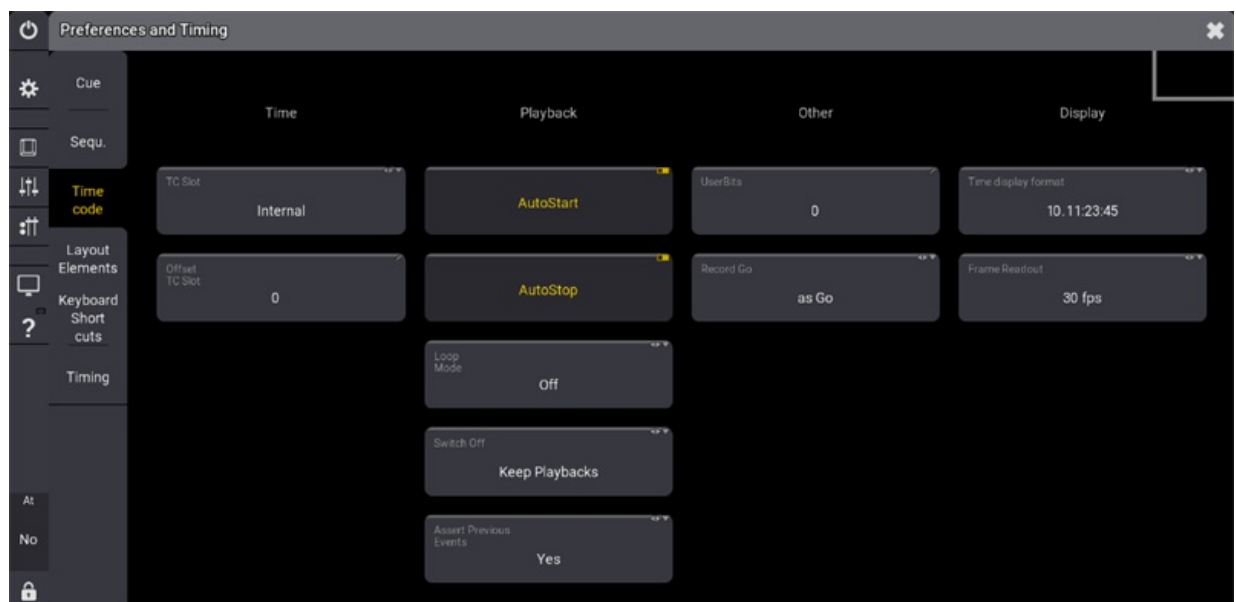 Preferences and Timing
Cue
Sequ.
Time
code
Layout
Elements
Keyboard
Short
cuts
Timing
?
At
No
Time
Playback
Other
Display
TC Slot
Internal
AutoStart
UserBits
0
Time display format
10.11:23:45
Offset
TC Slot
0
AutoStop
Record Go
as Go
Frame Readout
30 fps
Loop
Mode
Off
Switch Off
Keep Playbacks
Assert Previous
Events
Yes